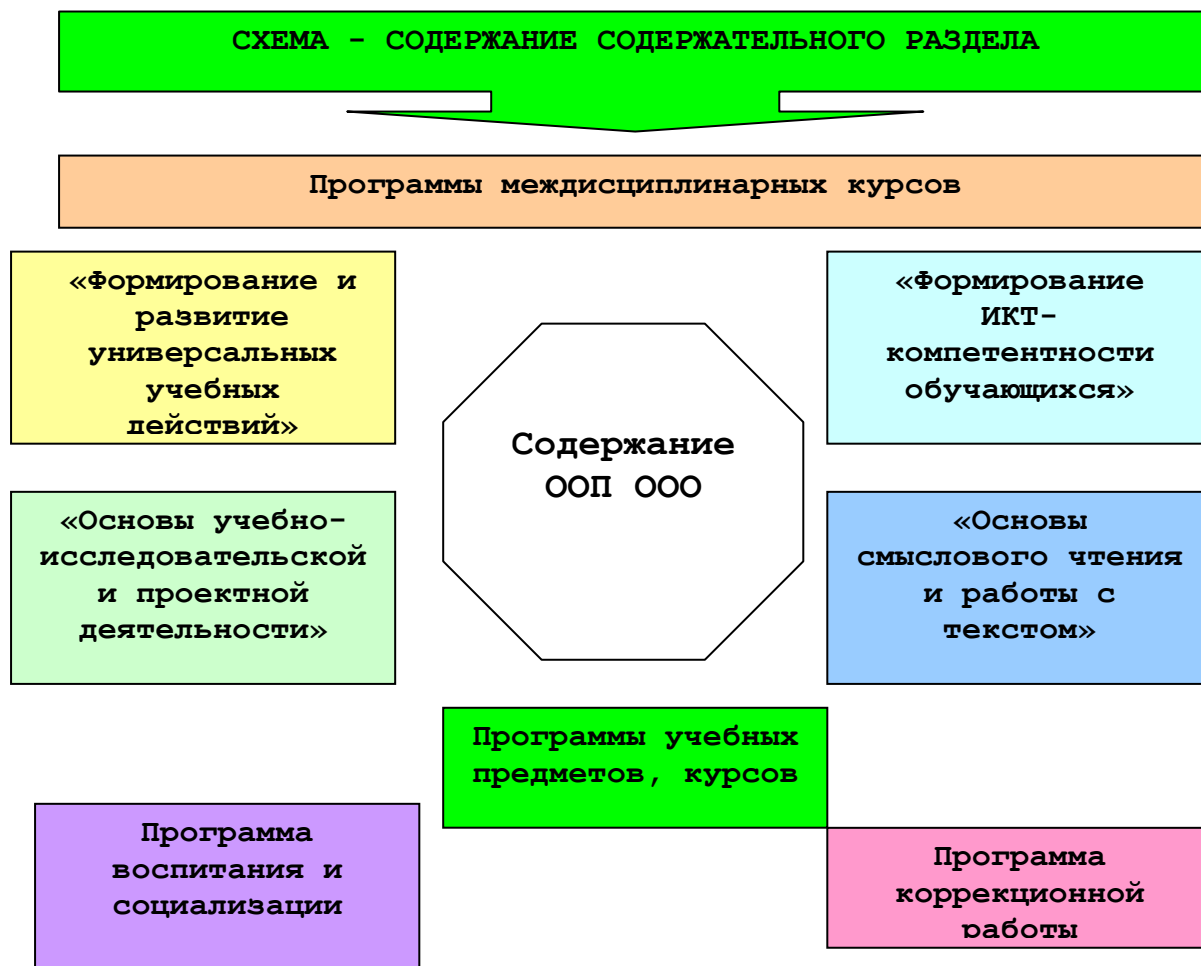 СХЕМА - СОДЕРЖАНИЕ СОДЕРЖАТЕЛЬНОГО РАЗДЕЛА
Программы междисциплинарных курсов
«Формирование и
развитие
универсальных
учебных
действий»
«Формирование
ИКТ-
компетентности
обучающихся»
Содержание
ООП ООО
«Основы учебно-
исследовательской
и проектной
деятельности»
«Основы
смыслового чтения
и работы с
текстом»
Программы учебных
предметов, курсов
Программа
воспитания и
социализации
Программа
коррекционной
работы